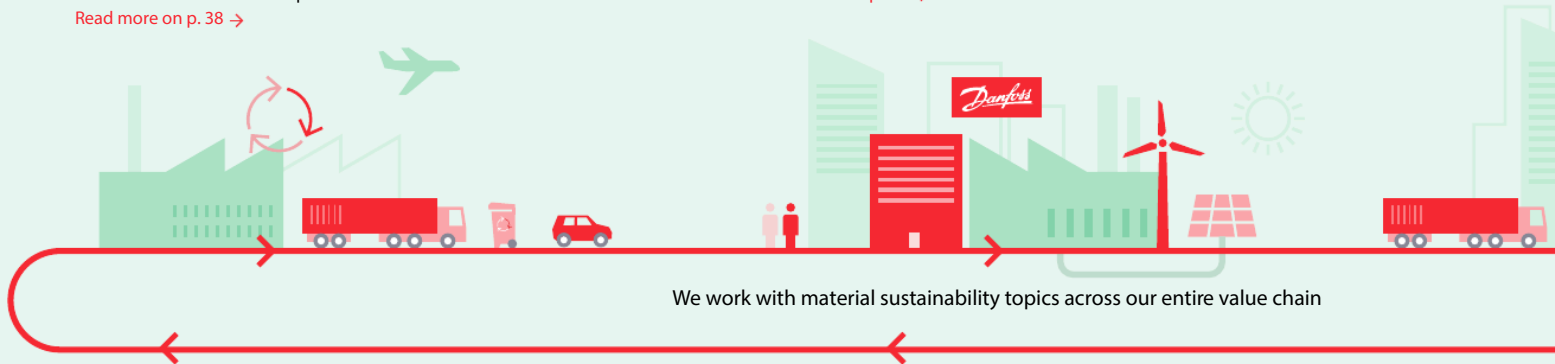 Read more on p. 38 →
Danfoss
We work with material sustainability topics across our entire value chain